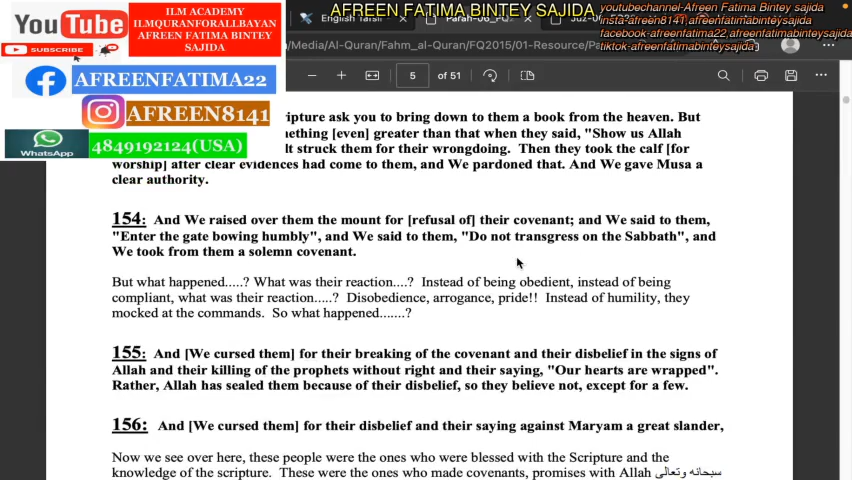 YouTube
SUBSCRIBE
ILM ACADEMY
ILMQURANFORALLBAYAN
AFREEN FATIMA BINTEY
SAJIDA
AFREENFATIMA22
AFREEN8141
WhatsApp
4849192124(USA)
AFREEN FATIMA BINTEY SAJIDA
youtubechannel-Afreen Fatima Bintey sajida
insta-afreen8141,afreenfatimabinteysajida
facebook-afreenfatima22,afreenfatimabinteysajida
tiktok-afreenfatimabinteysajida
English Tafsir
Parah-06_
/Media/Al-Quran/Fahm_al-Quran/FQ2015/01-Resource/Pa
5 of 51
ripture ask you to bring down to them a book from the heaven. But
mething [even] greater than that when they said, "Show us Allah
lt struck them for their wrongdoing. Then they took the calf [for
worship] after clear evidences had come to them, and We pardoned that. And We gave Musa a
clear authority.
154: And We raised over them the mount for [refusal of] their covenant; and We said to them,
"Enter the gate bowing humbly", and We said to them, "Do not transgress on the Sabbath", and
We took from them a solemn covenant.
But what happened.....? What was their reaction....? Instead of being obedient, instead of being
compliant, what was their reaction.....? Disobedience, arrogance, pride!! Instead of humility, they
mocked at the commands. So what happened.......?
155: And [We cursed them] for their breaking of the covenant and their disbelief in the signs of
Allah and their killing of the prophets without right and their saying, "Our hearts are wrapped".
Rather, Allah has sealed them because of their disbelief, so they believe not, except for a few.
156: And [We cursed them] for their disbelief and their saying against Maryam a great slander,
Now we see over here, these people were the ones who were blessed with the Scripture and the
knowledge of the scripture. These were the ones who made covenants, promises with Allah سبحانه وتعالى